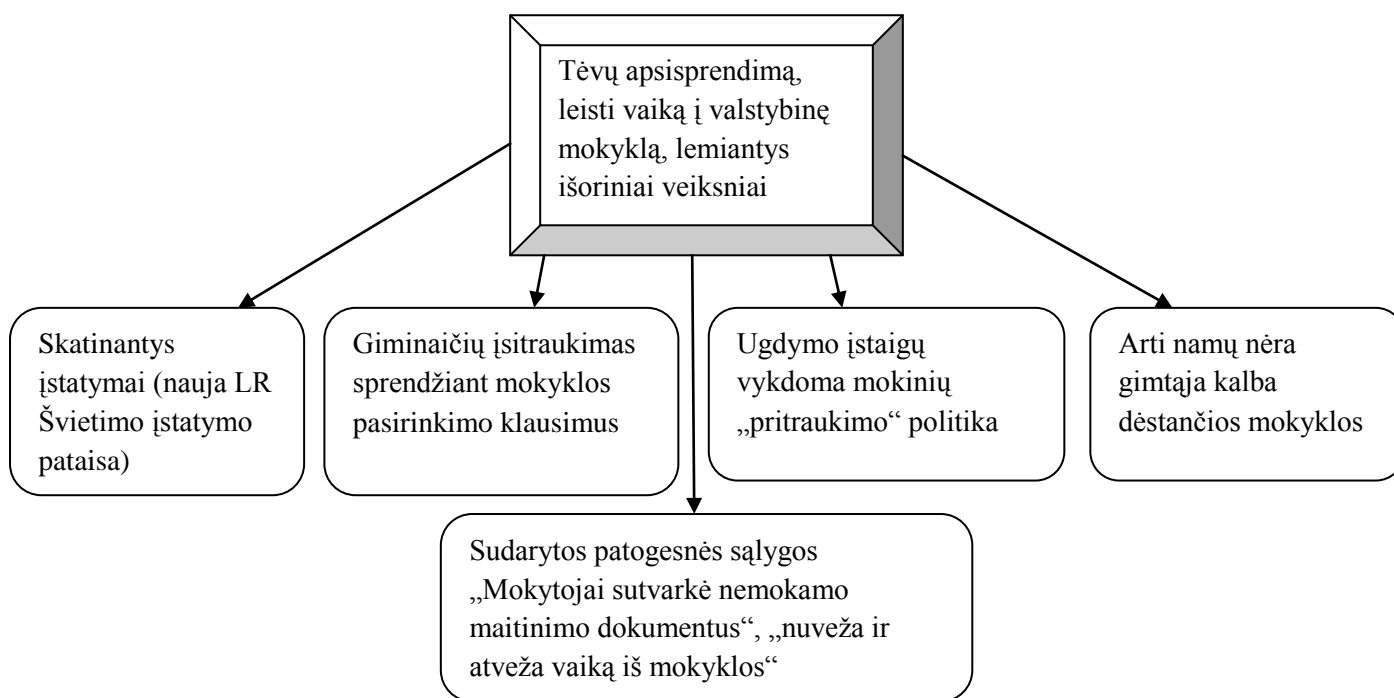 Tėvų apsisprendimą,
leisti vaiką į valstybinę
mokyklą, lemiantys
išoriniai veiksniai
Skatinantys
įstatymai (nauja LR
Švietimo įstatymo
pataisa)
Giminaičių įsitraukimas
sprendžiant mokyklos
pasirinkimo klausimus
Ugdymo įstaigų
vykdoma mokinių
„pritraukimo“ politika
Arti namų nėra
gimtąja kalba
dėstančios mokyklos
Sudarytos patogesnės sąlygos
„Mokytojai sutvarkė nemokamo
maitinimo dokumentus“, „nuveža ir
atveža vaiką iš mokyklos“